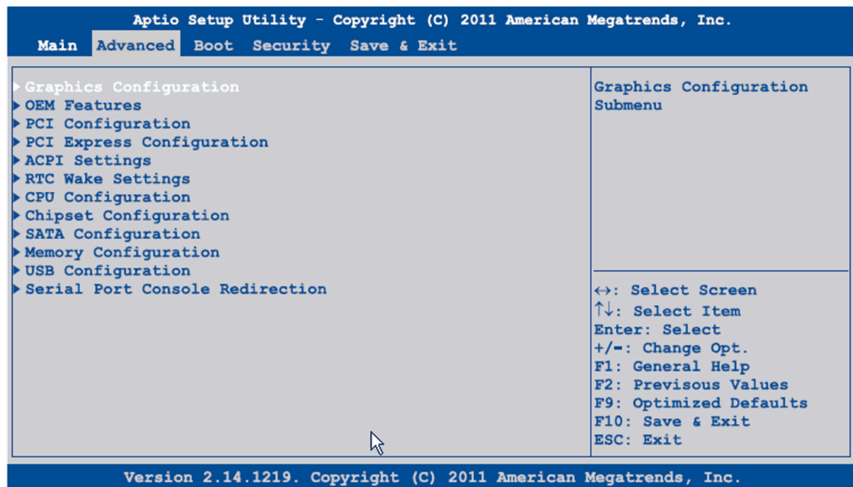 Aptio Setup Utility - Copyright (C) 2011 American Megatrends, Inc.
Main Advanced Boot Security Save & Exit
Graphics Configuration
OEM Features
PCI Configuration
PCI Express Configuration
ACPI Settings
RTC Wake Settings
CPU Configuration
Chipset Configuration
SATA Configuration
Memory Configuration
USB Configuration
Serial Port Console Redirection
Graphics Configuration
Submenu
↔: Select Screen
↑↓: Select Item
Enter: Select
+/-: Change Opt.
F1: General Help
F2: Previsous Values
F9: Optimized Defaults
F10: Save & Exit
ESC: Exit
Version 2.14.1219. Copyright (C) 2011 American Megatrends, Inc.